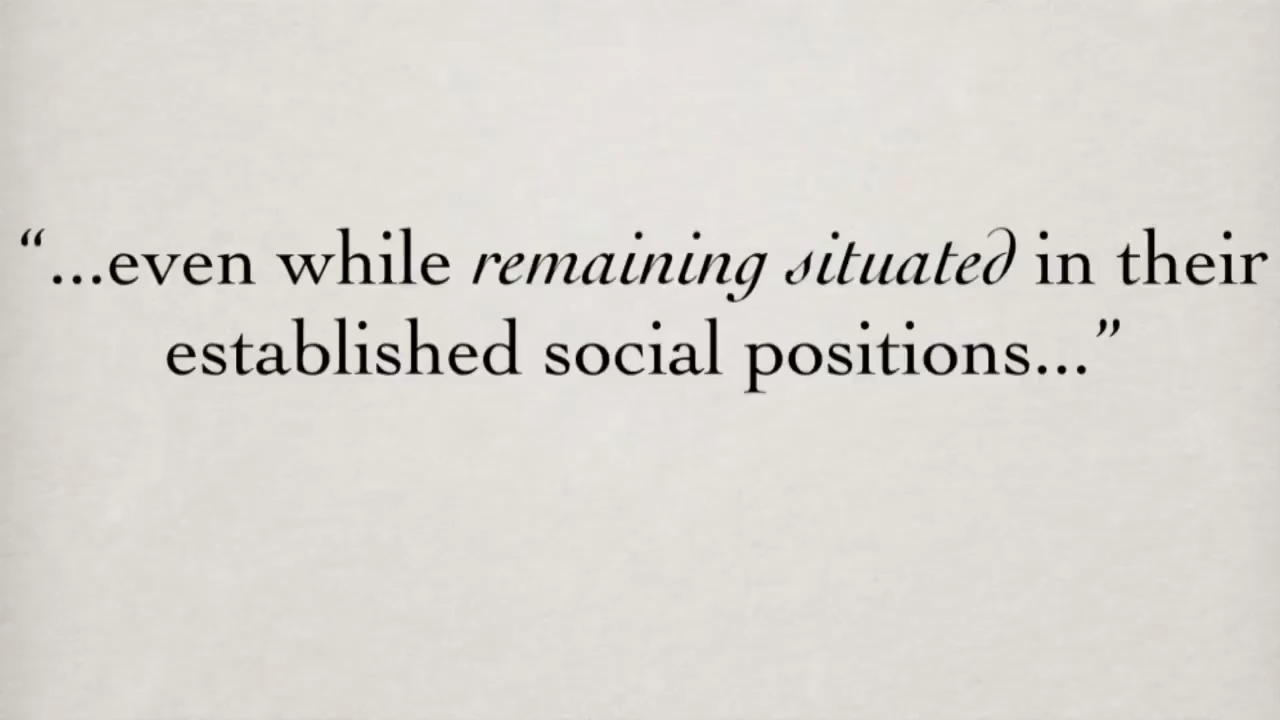 “...even while remaining situated in their
established social positions...”